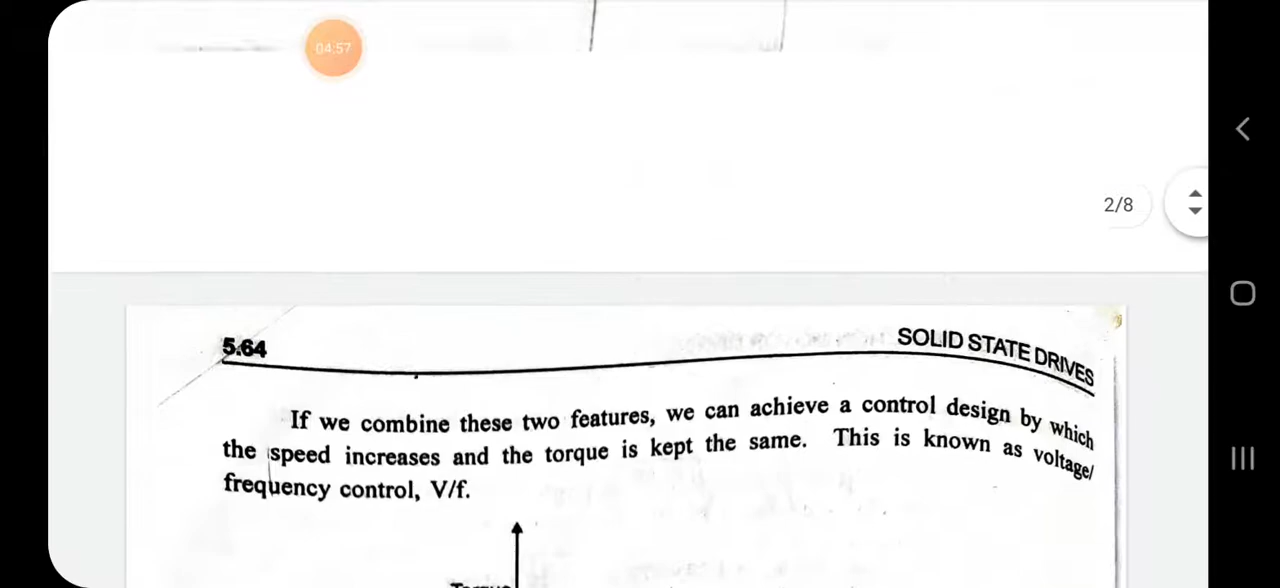 04:57
2/8
5.64
SOLID STATE DRIVES
If we combine these two features, we can achieve a control design by which
the speed increases and the torque is kept the same. This is known as voltage/
frequency control, V/f.